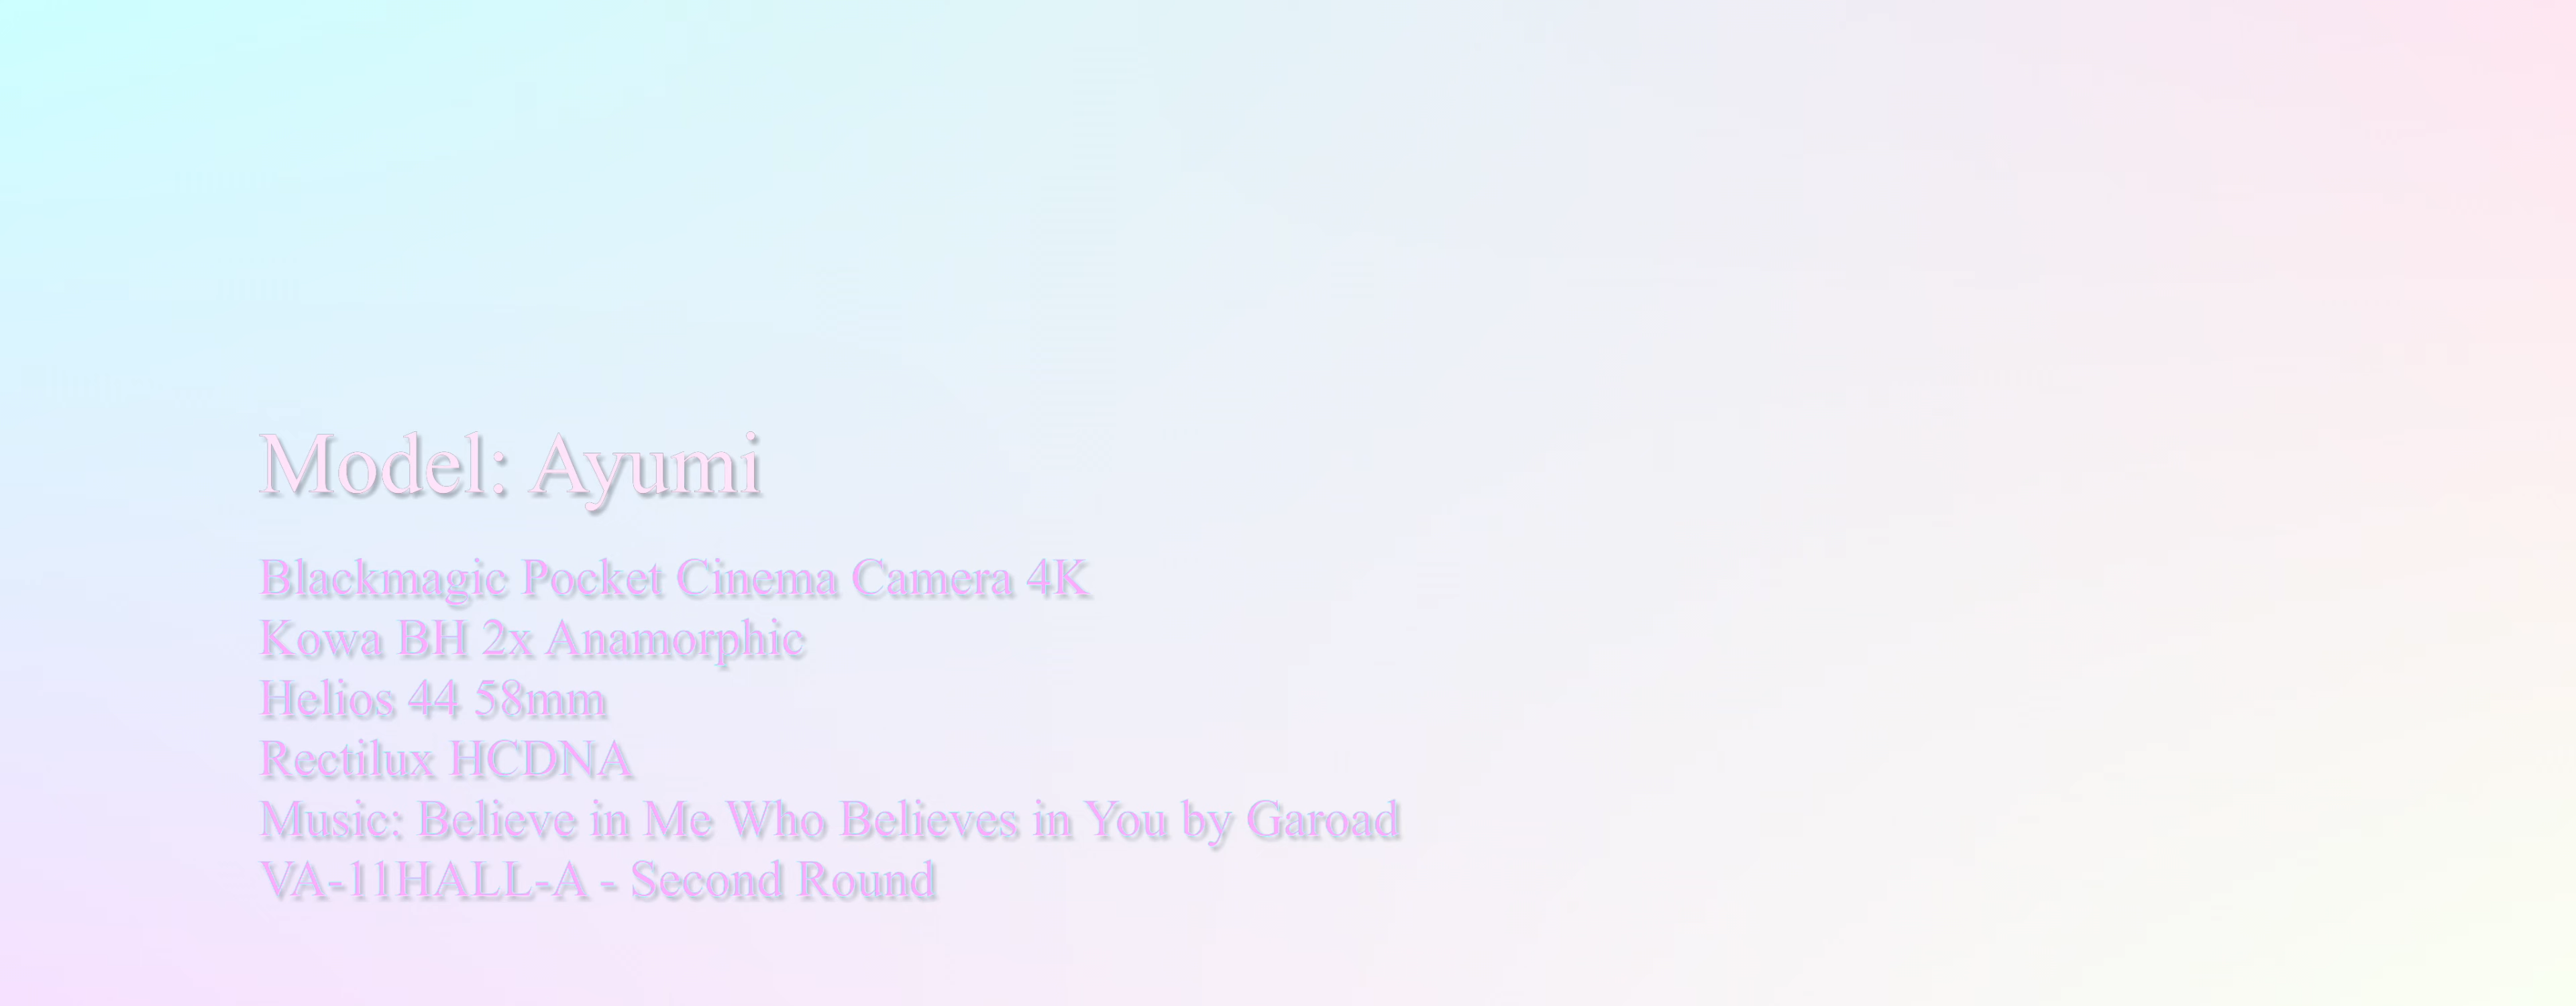 Model: Ayumi
Blackmagic Pocket Cinema Camera 4K
Kowa BH 2x Anamorphic
Helios 44 58mm
Rectilux HCDNA
Music: Believe in Me Who Believes in You by Garoad
VA-11HALL-A - Second Round